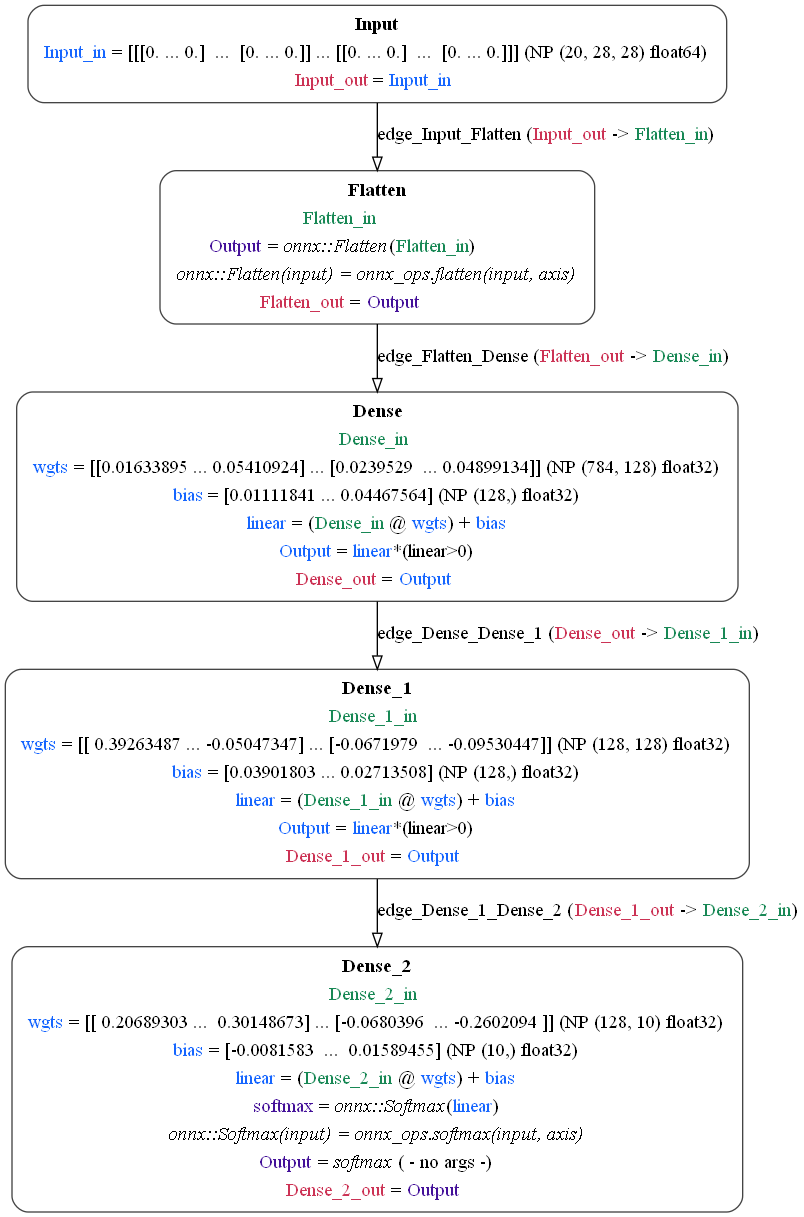 Input
Input_in = [[[0. ... 0.] ... [0. ... 0.]] ... [[0. ... 0.] ... [0. ... 0.]]] (NP (20, 28, 28) float64)
Input_out = Input_in
edge_Input_Flatten (Input_out -> Flatten_in)
Flatten
Flatten_in
Output = onnx::Flatten(Flatten_in)
onnx::Flatten(input) = onnx_ops.flatten(input, axis)
Flatten_out = Output
edge_Flatten_Dense (Flatten_out -> Dense_in)
Dense
Dense_in
wgts = [[0.01633895 ... 0.05410924] ... [0.0239529 ... 0.04899134]] (NP (784, 128) float32)
bias = [0.01111841 ... 0.04467564] (NP (128,) float32)
linear = (Dense_in @ wgts) + bias
Output = linear*(linear>0)
Dense_out = Output
edge_Dense_Dense_1 (Dense_out -> Dense_1_in)
Dense_1
Dense_1_in
wgts = [[ 0.39263487 ... -0.05047347] ... [-0.0671979 ... -0.09530447]] (NP (128, 128) float32)
bias = [0.03901803 ... 0.02713508] (NP (128,) float32)
linear = (Dense_1_in @ wgts) + bias
Output = linear*(linear>0)
Dense_1_out = Output
edge_Dense_1_Dense_2 (Dense_1_out -> Dense_2_in)
Dense_2
Dense_2_in
wgts = [[ 0.20689303 ... 0.30148673] ... [-0.0680396 ... -0.2602094 ]] (NP (128, 10) float32)
bias = [-0.0081583 ... 0.01589455] (NP (10,) float32)
linear = (Dense_2_in @ wgts) + bias
softmax = onnx::Softmax(linear)
onnx::Softmax(input) = onnx_ops.softmax(input, axis)
Output = softmax ( - no args -)
Dense_2_out = Output